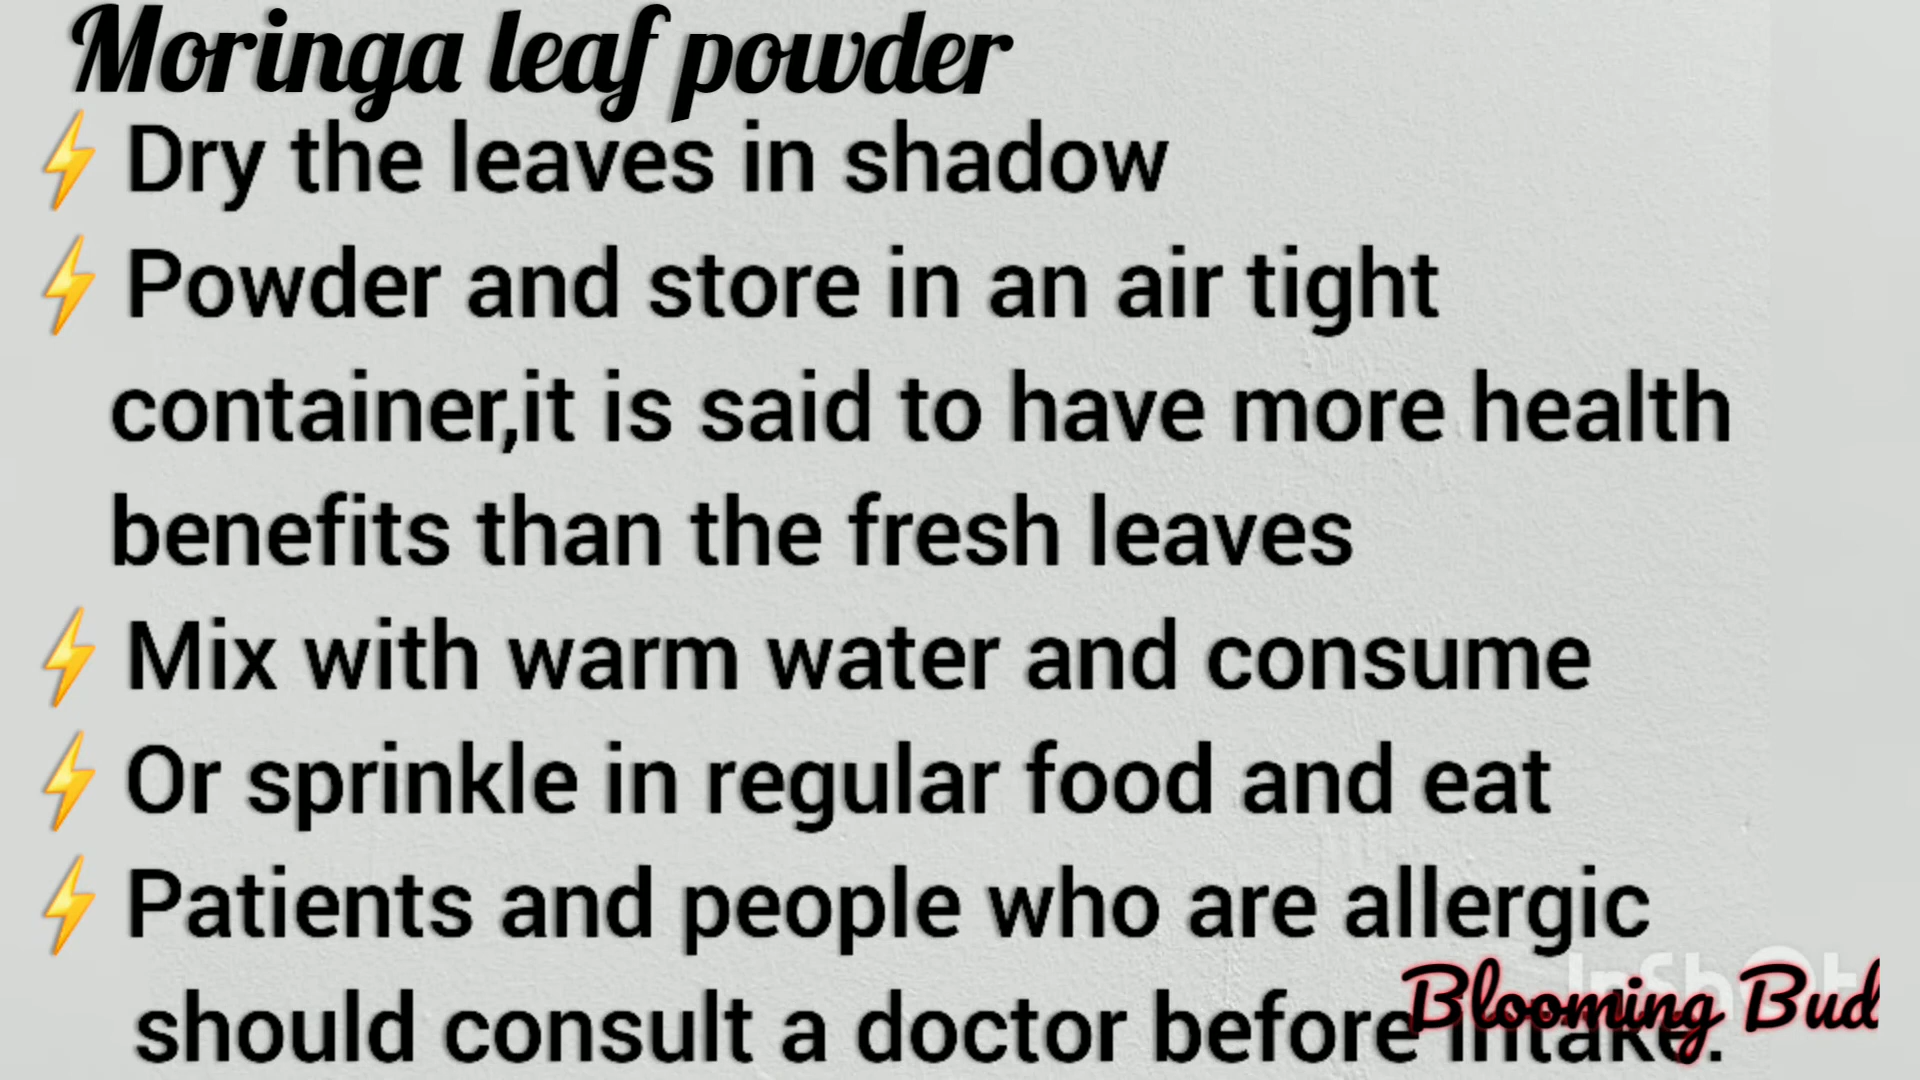 Moringa leaf powder
⚡ Dry the leaves in shadow
⚡ Powder and store in an air tight
container,it is said to have more health
benefits than the fresh leaves
⚡ Mix with warm water and consume
⚡ Or sprinkle in regular food and eat
⚡ Patients and people who are allergic
InShOt
Blooming Bud
should consult a doctor before intake.